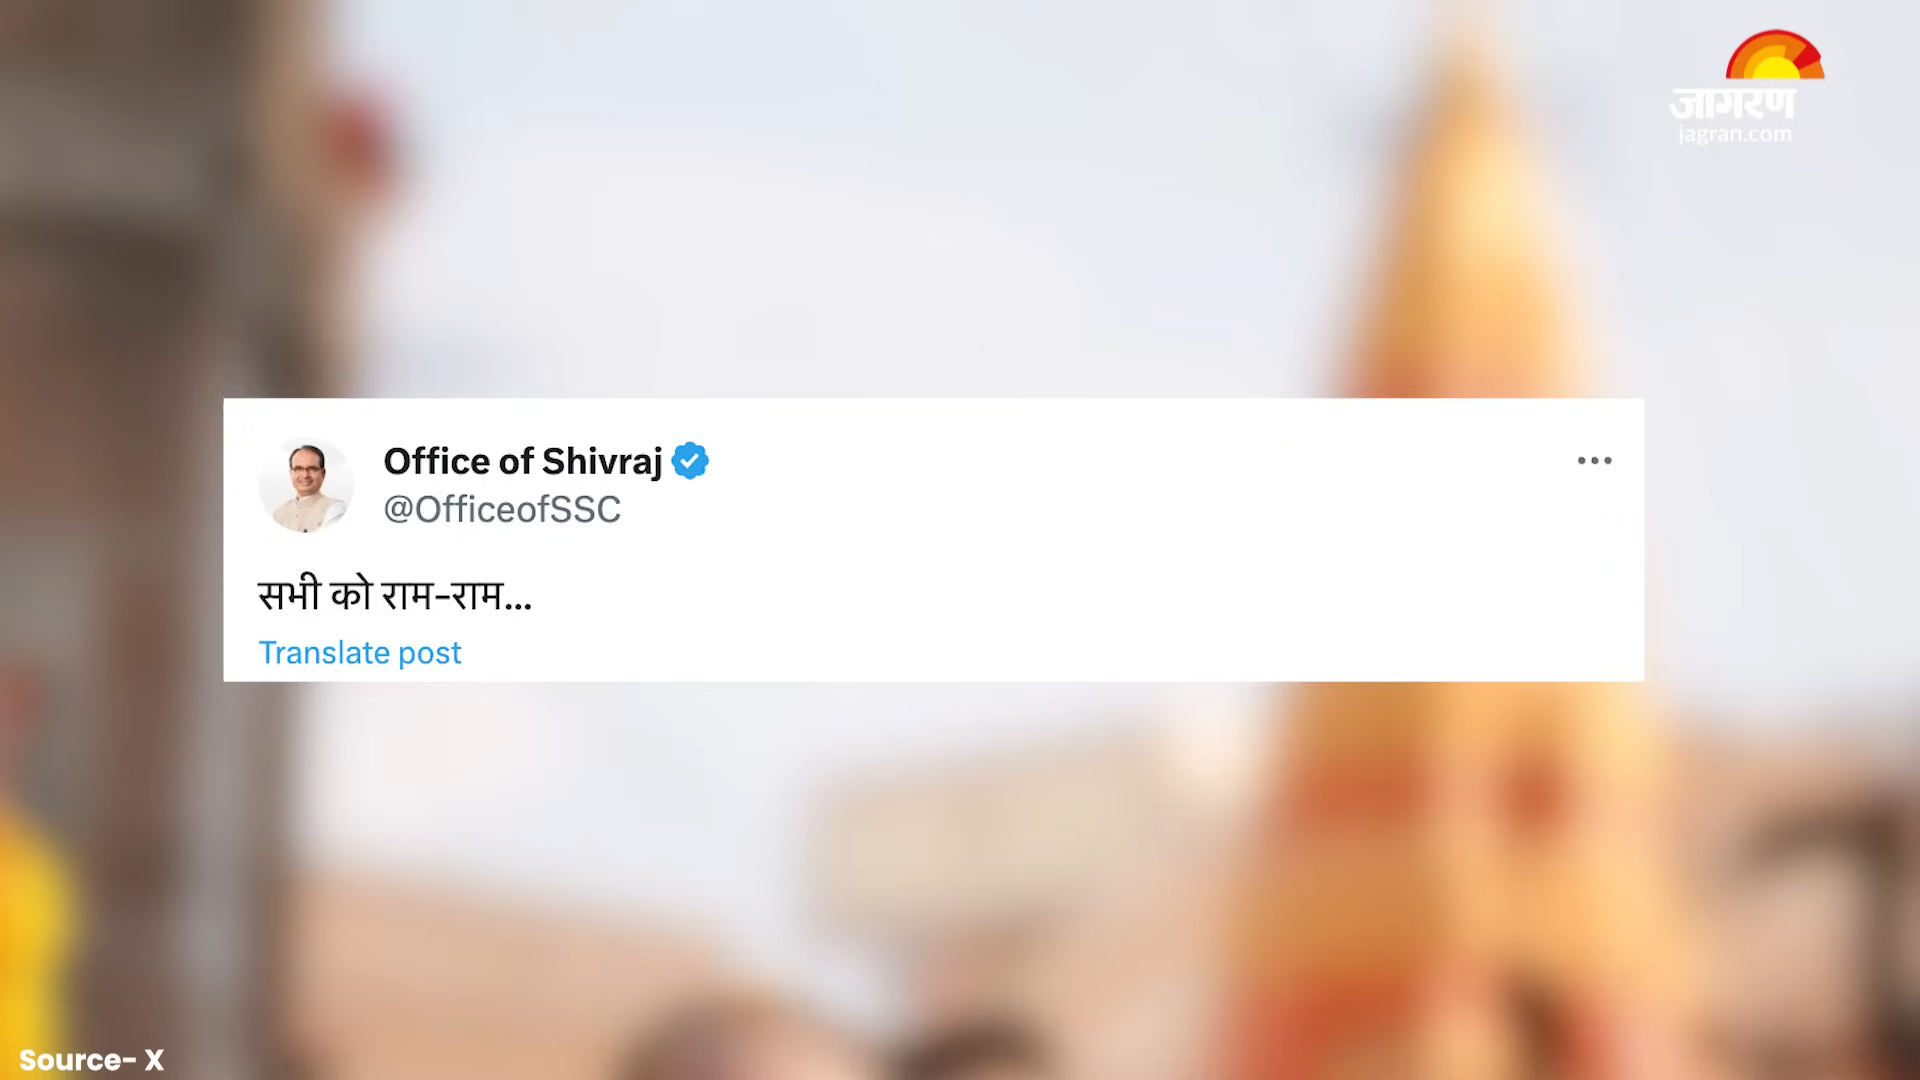 जागरण
jagran.com
Office of Shivraj
@OfficeofSSC
सभी को राम-राम...
Translate post
Source- X